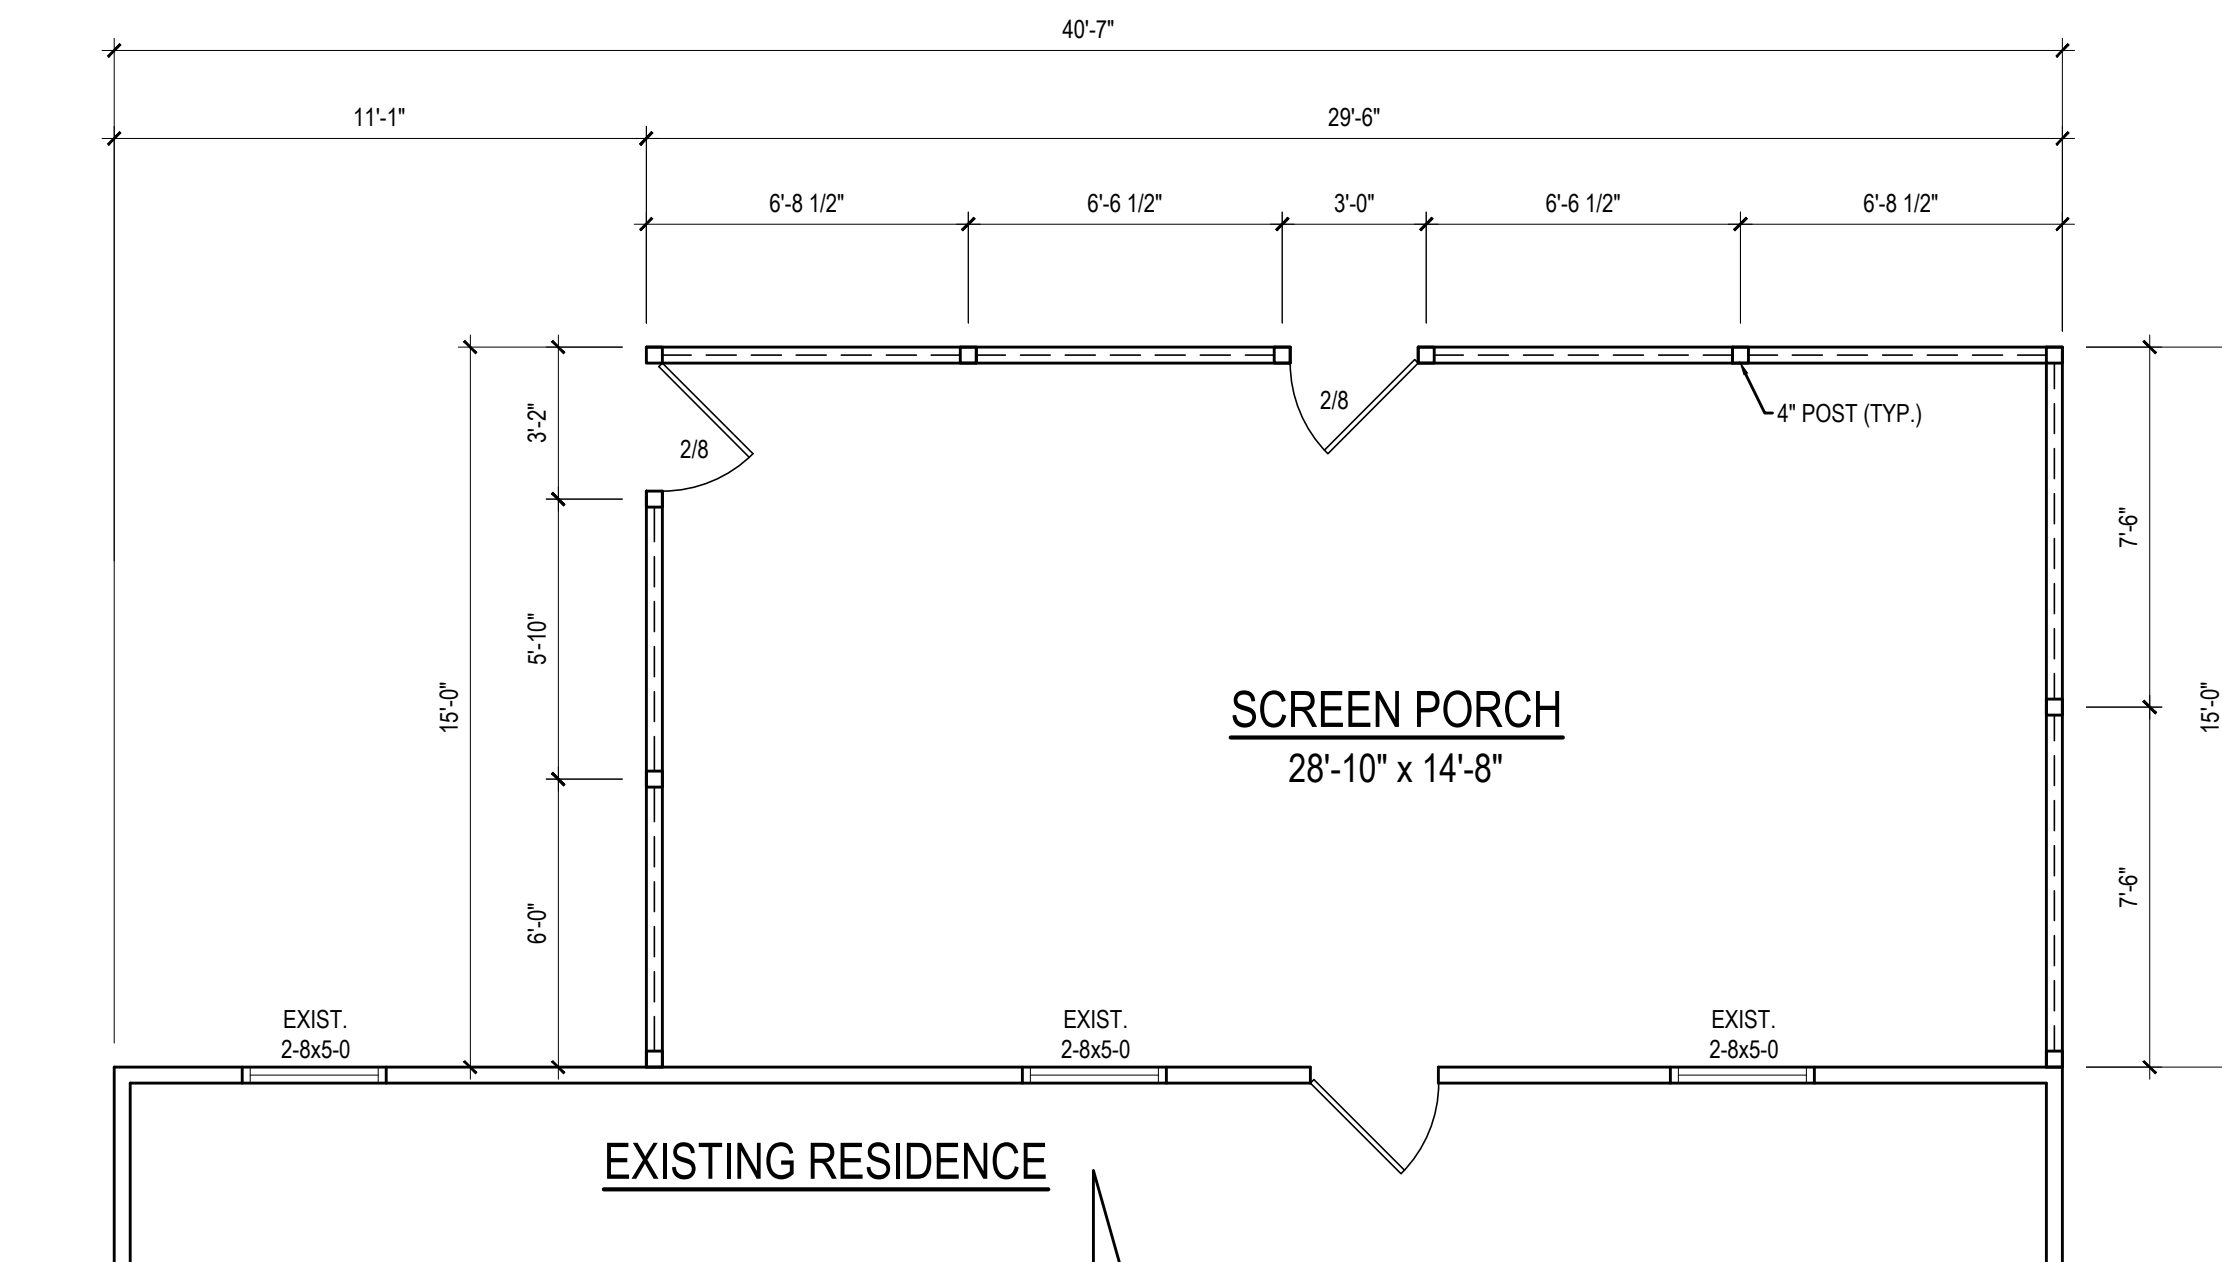 40'-7"
11'-1"
29'-6"
6'-8 1/2"
6'-6 1/2"
3'-0"
6'-6 1/2"
6'-8 1/2"
3'-2"
2/8
2/8
4" POST (TYP.)
7'-6"
5'-10"
15'-0"
SCREEN PORCH
28'-10" x 14'-8"
15'-0"
6'-0"
7'-6"
EXIST.
2-8x5-0
EXIST.
2-8x5-0
EXIST.
2-8x5-0
EXISTING RESIDENCE